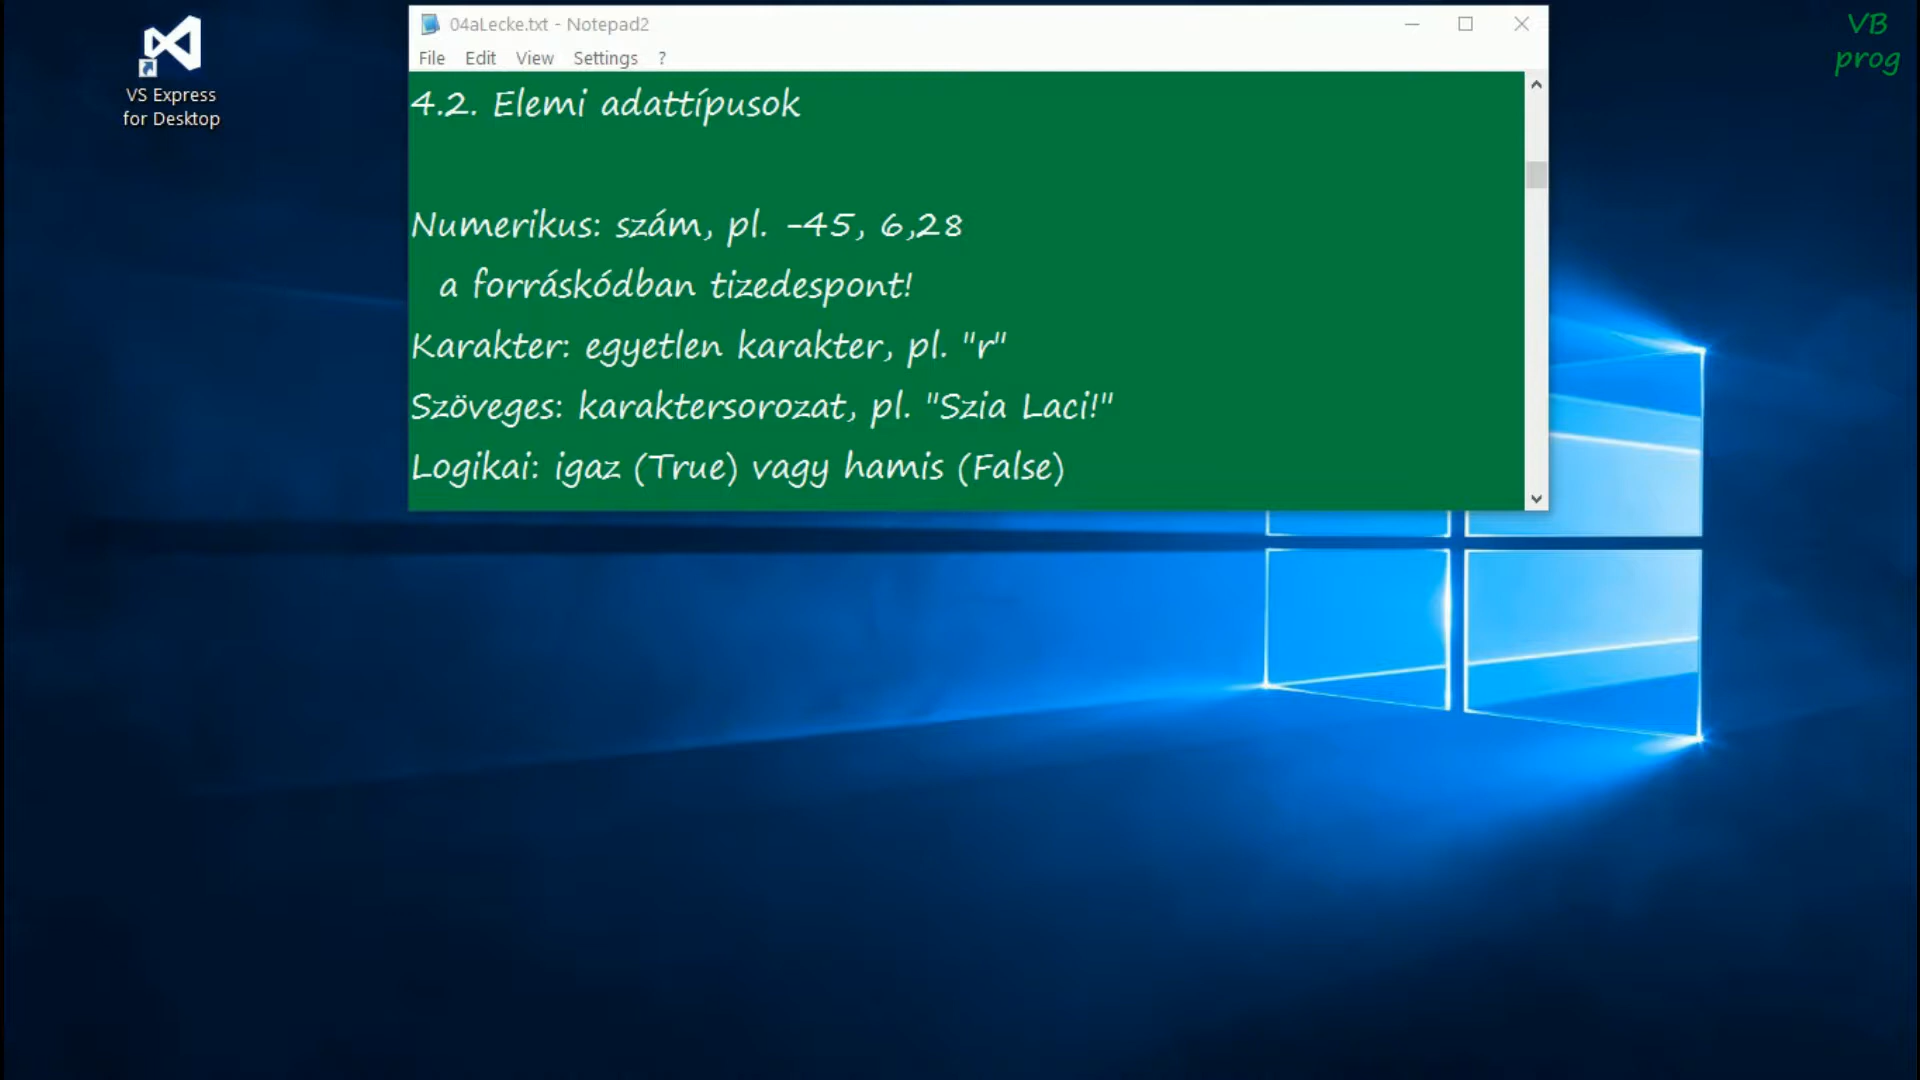 04aLecke.txt - Notepad2
File Edit View Settings ?
4.2. Elemi adattípusok
Numerikus: szám, pl. -45, 6,28
a forráskódban tizedespont!
Karakter: egyetlen karakter, pl. "r"
Szöveges: karaktersorozat, pl. "Szia Laci!"
Logikai: igaz (True) vagy hamis (False)
VS Express
for Desktop
VB
prog